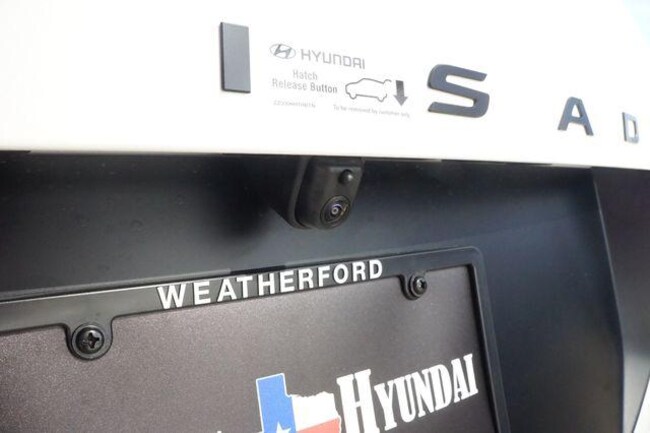 I S A D
HYUNDAI
Hatch
Release Button
To be removed by customer only
WEATHERFORD
HYUNDAI